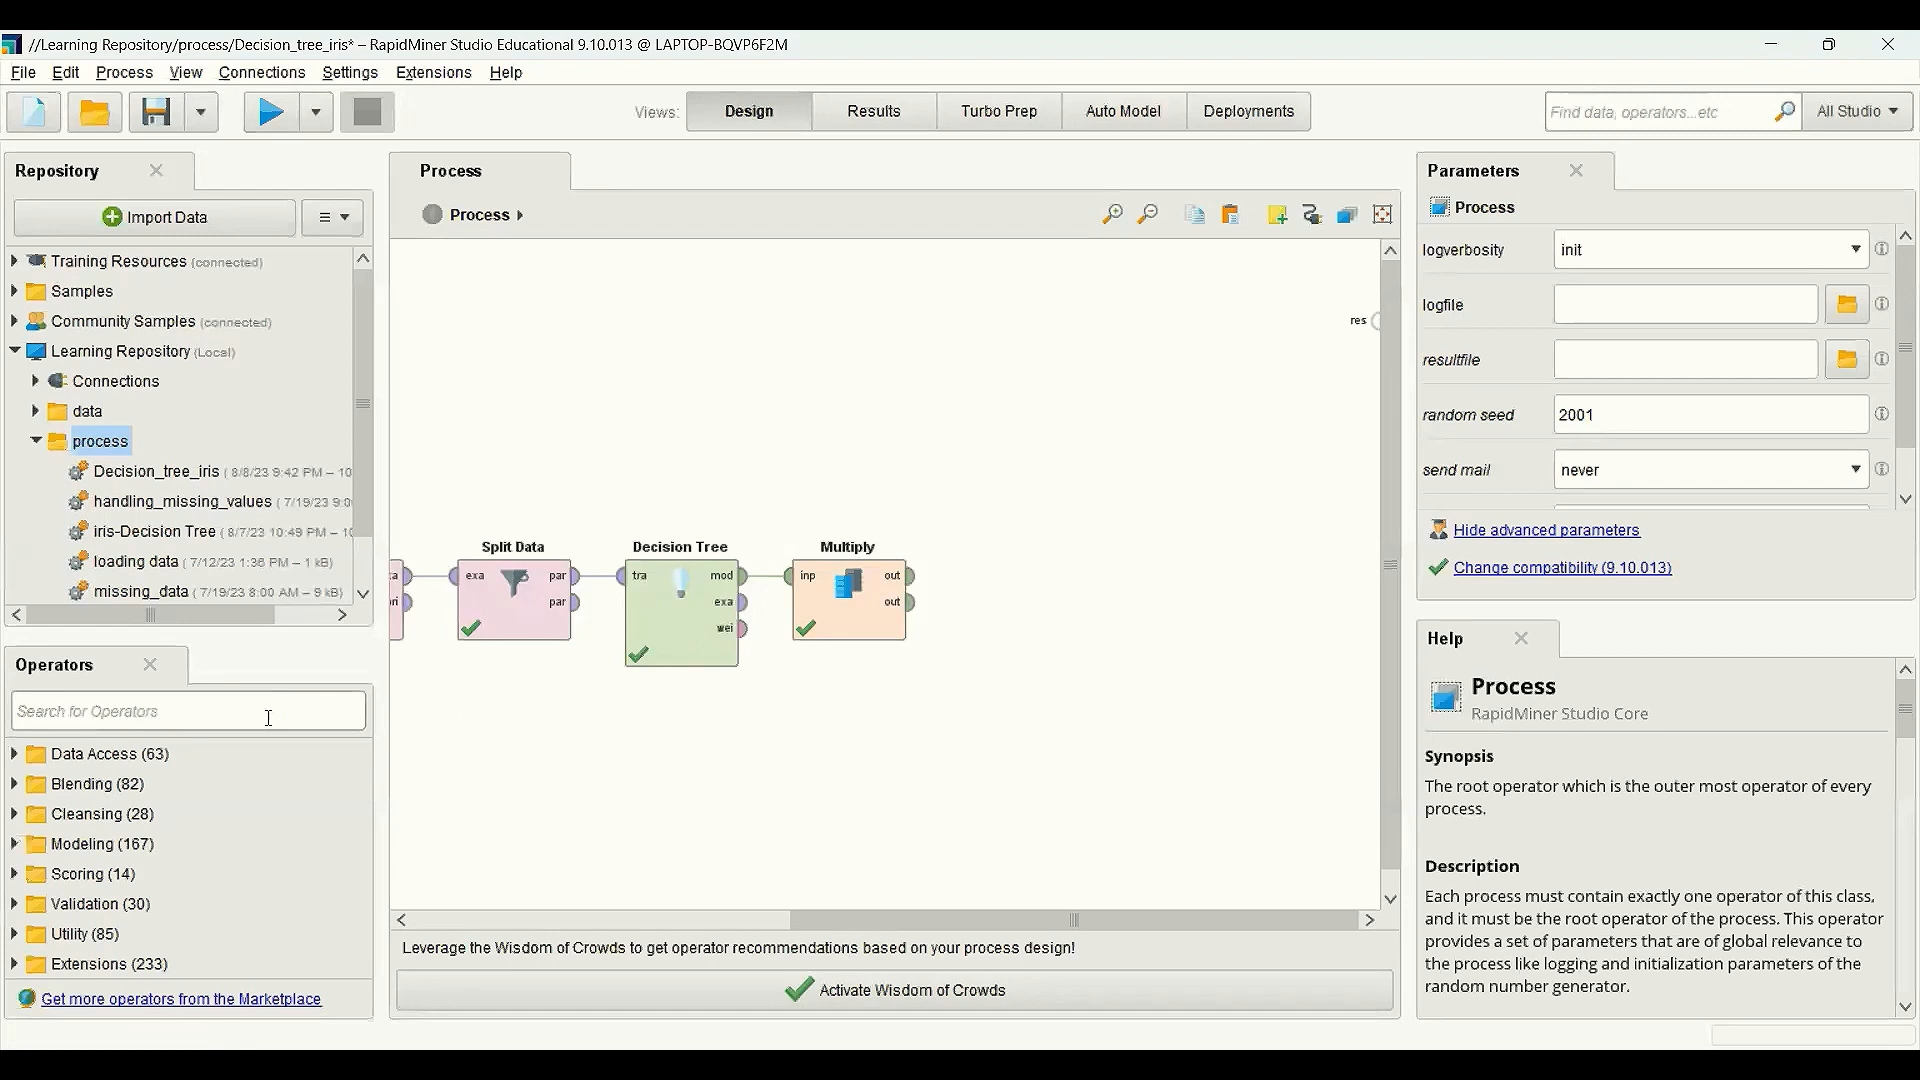 //Learning Repository/process/Decision_tree_iris* – RapidMiner Studio Educational 9.10.013 @ LAPTOP-BQVP6F2M
File Edit Process View Connections Settings Extensions Help
Views: Design Results Turbo Prep Auto Model Deployments
Find data, operators...etc All Studio
Repository
Import Data
Training Resources (connected)
Samples
Community Samples (connected)
Learning Repository (Local)
Connections
data
process
Decision_tree_iris ( 8/8/23 9:42 PM – 10
handling_missing_values ( 7/19/23 9:0
iris-Decision Tree ( 8/7/23 10:49 PM – 10
loading data ( 7/12/23 1:36 PM – 1 kB)
missing_data ( 7/19/23 8:00 AM – 9 kB)
Operators
Search for Operators
Data Access (63)
Blending (82)
Cleansing (28)
Modeling (167)
Scoring (14)
Validation (30)
Utility (85)
Extensions (233)
Get more operators from the Marketplace
Process
Process
res
Split Data
exa par
par
Decision Tree
tra mod
exa
wei
Multiply
inp out
out
Leverage the Wisdom of Crowds to get operator recommendations based on your process design!
Activate Wisdom of Crowds
Parameters
Process
logverbosity init
logfile
resultfile
random seed 2001
send mail never
Hide advanced parameters
Change compatibility (9.10.013)
Help
Process
RapidMiner Studio Core
Synopsis
The root operator which is the outer most operator of every
process.
Description
Each process must contain exactly one operator of this class,
and it must be the root operator of the process. This operator
provides a set of parameters that are of global relevance to
the process like logging and initialization parameters of the
random number generator.